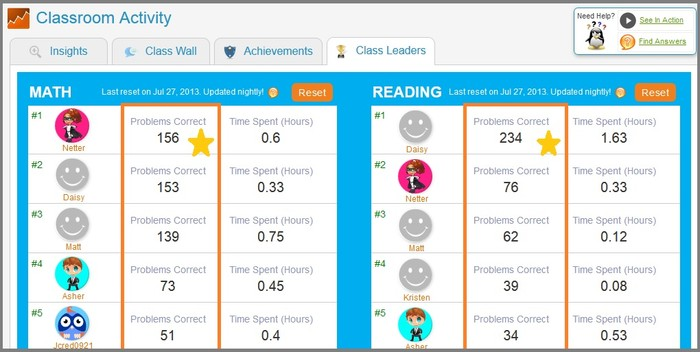 Classroom Activity
Need Help?
See In Action
Find Answers
Insights
Class Wall
Achievements
Class Leaders
MATH
Last reset on Jul 27, 2013. Updated nightly!
Reset
#1
Netter
Problems Correct
156
Time Spent (Hours)
0.6
#2
Daisy
Problems Correct
153
Time Spent (Hours)
0.33
#3
Matt
Problems Correct
139
Time Spent (Hours)
0.75
#4
Asher
Problems Correct
73
Time Spent (Hours)
0.45
#5
Jcred0921
Problems Correct
51
Time Spent (Hours)
0.4
READING
Last reset on Jul 27, 2013. Updated nightly!
Reset
#1
Daisy
Problems Correct
234
Time Spent (Hours)
1.63
#2
Netter
Problems Correct
76
Time Spent (Hours)
0.33
#3
Matt
Problems Correct
62
Time Spent (Hours)
0.12
#4
Kristen
Problems Correct
39
Time Spent (Hours)
0.08
#5
Asher
Problems Correct
34
Time Spent (Hours)
0.53